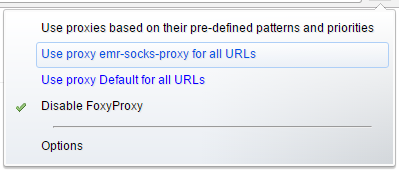 Use proxies based on their pre-defined patterns and priorities
Use proxy emr-socks-proxy for all URLs
Use proxy Default for all URLs
Disable FoxyProxy
Options